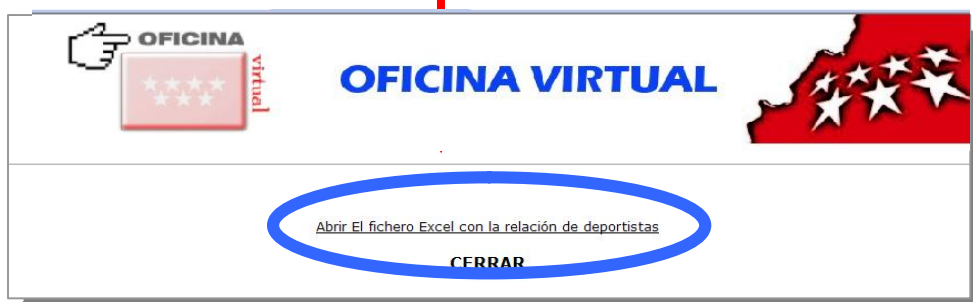 OFICINA
virtual
OFICINA VIRTUAL
Abrir El fichero Excel con la relación de deportistas
CERRAR